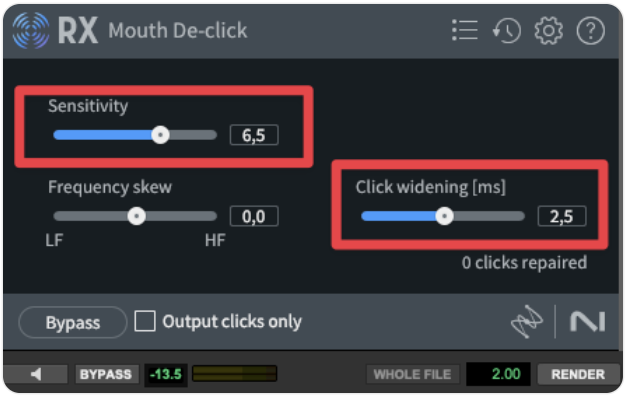 RX Mouth De-click
Sensitivity
6,5
Frequency skew
0,0
LF HF
Click widening [ms]
2,5
0 clicks repaired
Bypass
Output clicks only
BYPASS -13.5 WHOLE FILE 2.00 RENDER